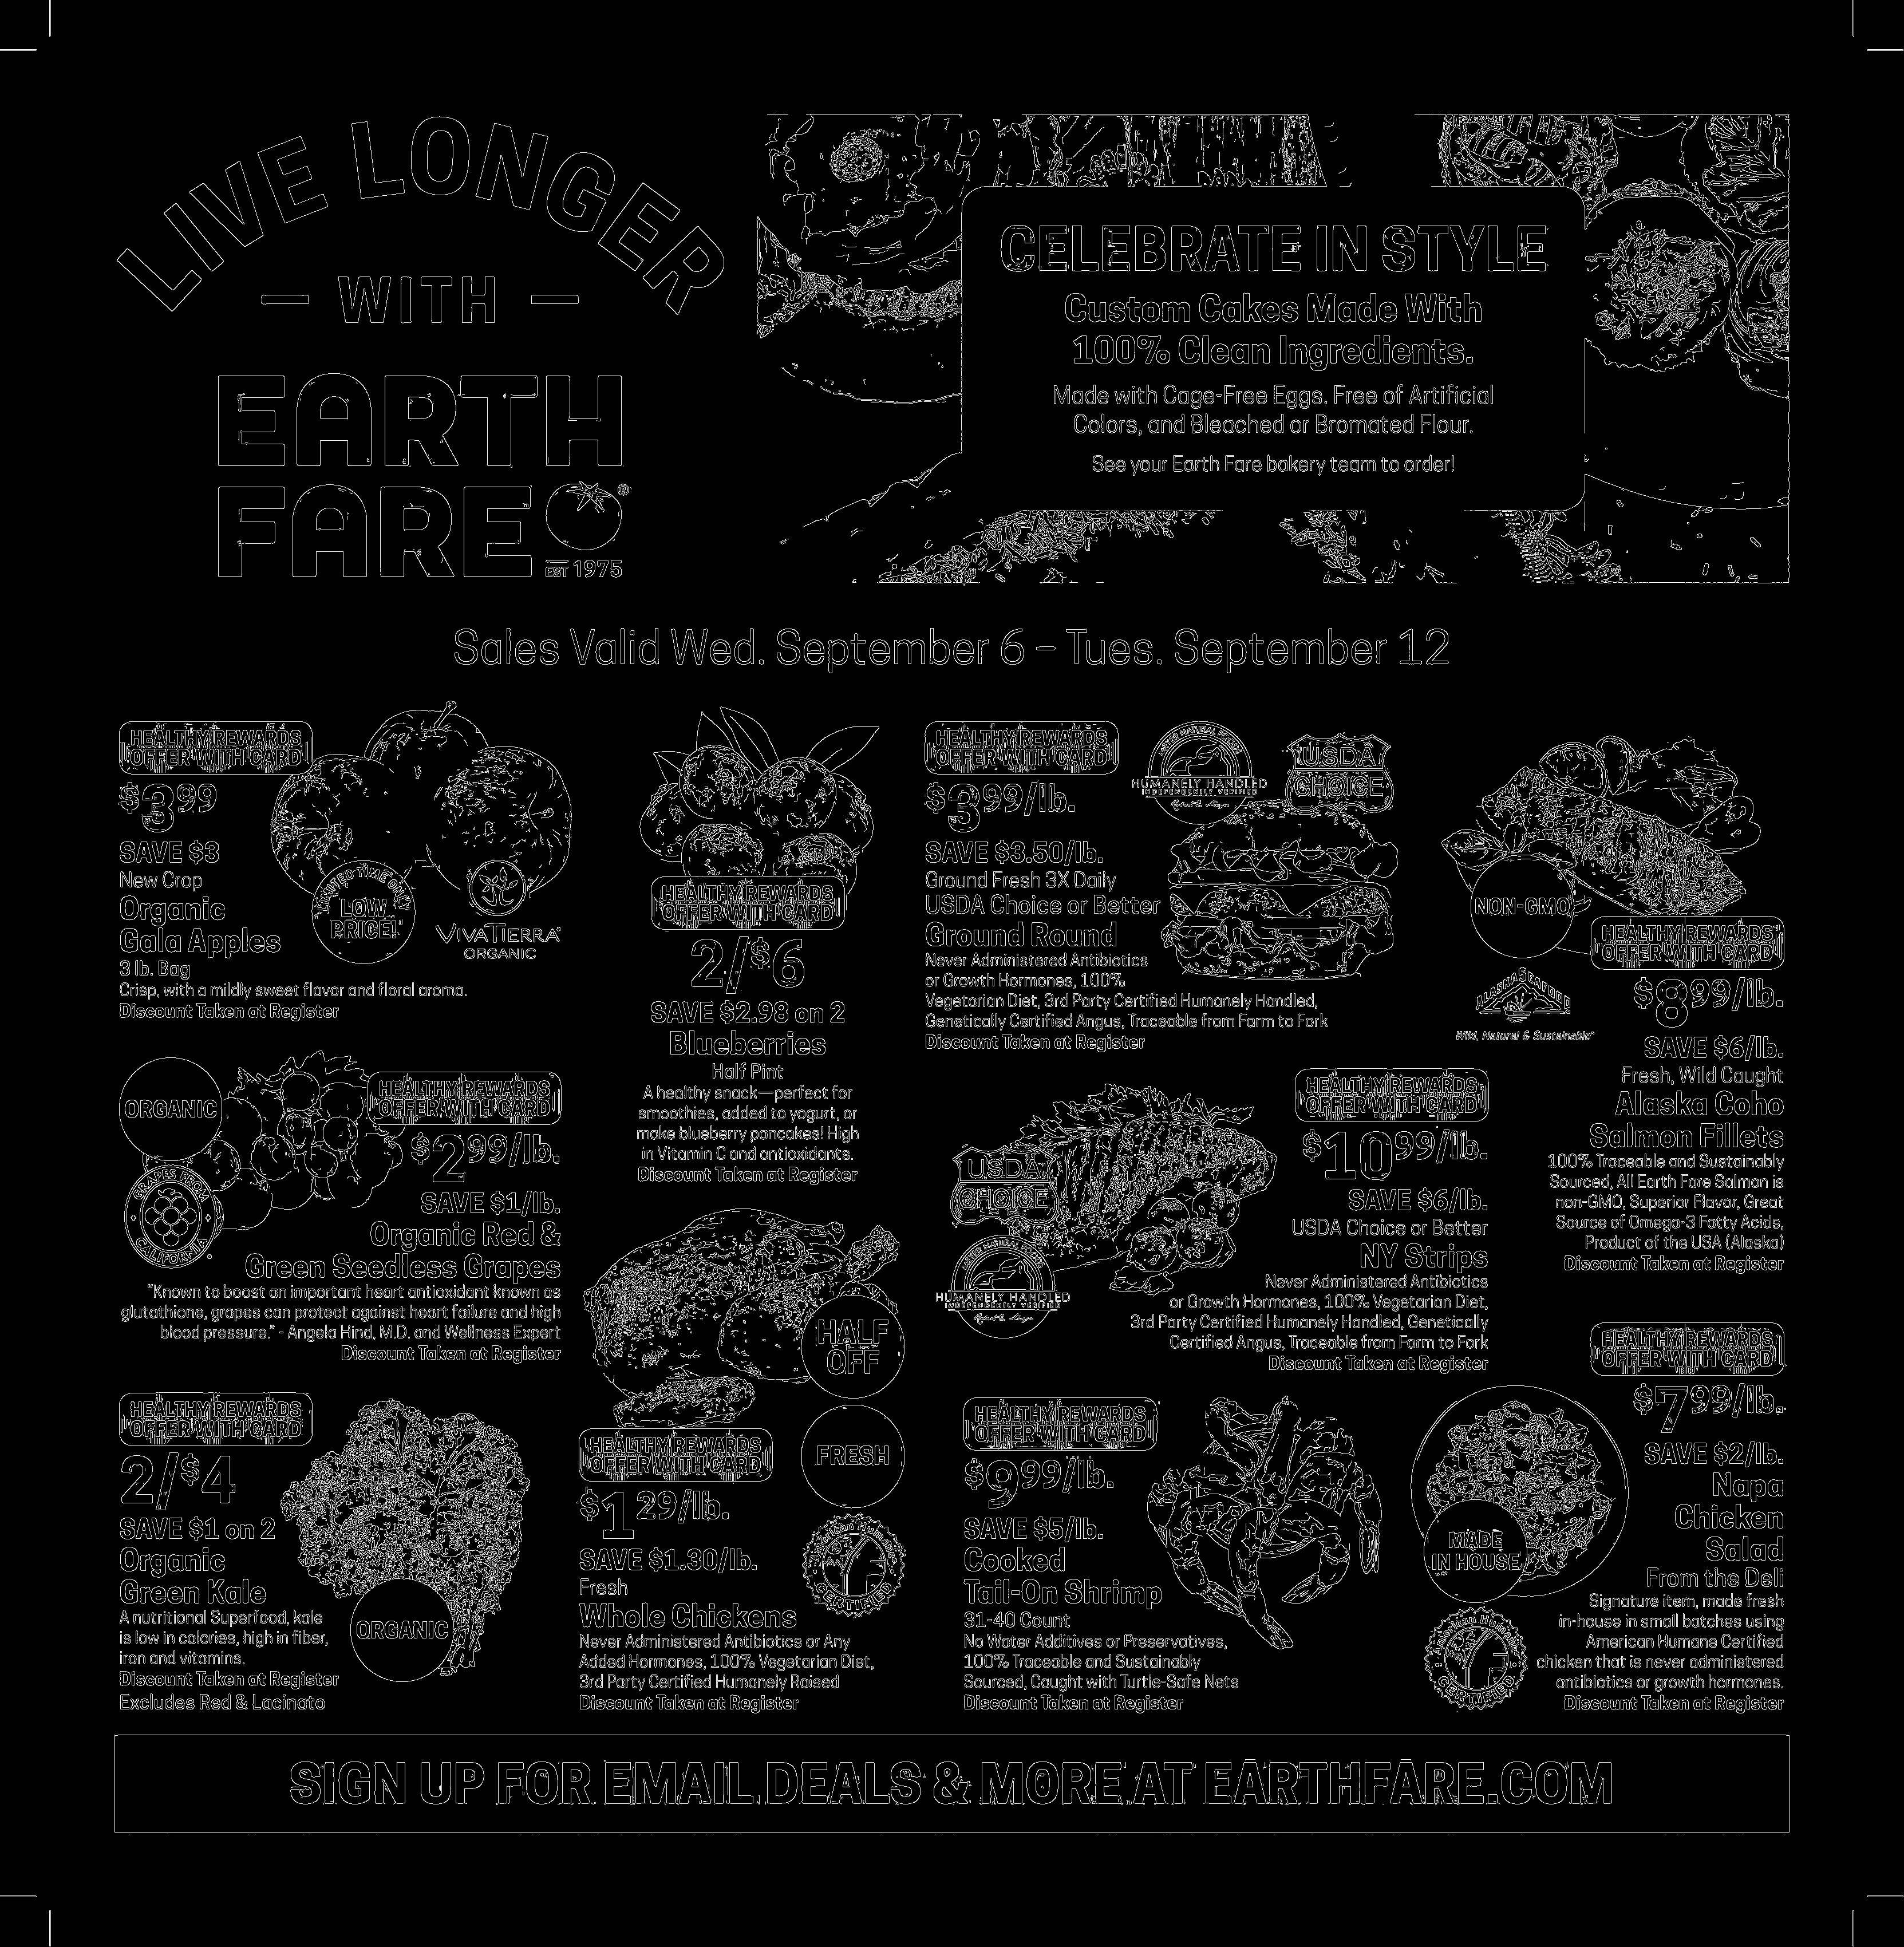 LIVE LONGER
— WITH —
EARTH
FARE®
EST 1975
CELEBRATE IN STYLE
Custom Cakes Made With
100% Clean Ingredients.
Made with Cage-Free Eggs. Free of Artificial
Colors, and Bleached or Bromated Flour.
See your Earth Fare bakery team to order!
Sales Valid Wed. September 6 – Tues. September 12
HEALTHY REWARDS
OFFER WITH CARD
$3.99
SAVE $3
New Crop
Organic
Gala Apples
3 lb. Bag
Crisp, with a mildly sweet flavor and floral aroma.
Discount Taken at Register
LIMITED TIME ONLY
LOW
PRICE!
VIVATIERRA
ORGANIC
ORGANIC
GRAPES FROM
CALIFORNIA
HEALTHY REWARDS
OFFER WITH CARD
$2.99/lb.
SAVE $1/lb.
Organic Red &
Green Seedless Grapes
"Known to boost an important heart antioxidant known as
glutathione, grapes can protect against heart failure and high
blood pressure." - Angela Hind, M.D. and Wellness Expert
Discount Taken at Register
HEALTHY REWARDS
OFFER WITH CARD
2/$4
SAVE $1 on 2
Organic
Green Kale
A nutritional Superfood, kale
is low in calories, high in fiber,
iron and vitamins.
Discount Taken at Register
Excludes Red & Lacinato
ORGANIC
HEALTHY REWARDS
OFFER WITH CARD
2/$6
SAVE $2.98 on 2
Blueberries
Half Pint
A healthy snack—perfect for
smoothies, added to yogurt, or
make blueberry pancakes! High
in Vitamin C and antioxidants.
Discount Taken at Register
HALF
OFF
FRESH
HEALTHY REWARDS
OFFER WITH CARD
$1.29/lb.
SAVE $1.30/lb.
Fresh
Whole Chickens
Never Administered Antibiotics or Any
Added Hormones, 100% Vegetarian Diet,
3rd Party Certified Humanely Raised
Discount Taken at Register
CERTIFIED
HEALTHY REWARDS
OFFER WITH CARD
$3.99/lb.
SAVE $3.50/lb.
Ground Fresh 3X Daily
USDA Choice or Better
Ground Round
Never Administered Antibiotics
or Growth Hormones, 100%
Vegetarian Diet, 3rd Party Certified Humanely Handled,
Genetically Certified Angus, Traceable from Farm to Fork
Discount Taken at Register
HUMANELY HANDLED
INDEPENDENTLY VERIFIED
USDA
CHOICE
USDA
CHOICE
HUMANELY HANDLED
INDEPENDENTLY VERIFIED
HEALTHY REWARDS
OFFER WITH CARD
$10.99/lb.
SAVE $6/lb.
USDA Choice or Better
NY Strips
Never Administered Antibiotics
or Growth Hormones, 100% Vegetarian Diet,
3rd Party Certified Humanely Handled, Genetically
Certified Angus, Traceable from Farm to Fork
Discount Taken at Register
HEALTHY REWARDS
OFFER WITH CARD
$9.99/lb.
SAVE $5/lb.
Cooked
Tail-On Shrimp
31-40 Count
No Water Additives or Preservatives,
100% Traceable and Sustainably
Sourced, Caught with Turtle-Safe Nets
Discount Taken at Register
NON-GMO
ALASKA SEAFOOD
Wild, Natural & Sustainable®
HEALTHY REWARDS
OFFER WITH CARD
$8.99/lb.
SAVE $6/lb.
Fresh, Wild Caught
Alaska Coho
Salmon Fillets
100% Traceable and Sustainably
Sourced, All Earth Fare Salmon is
non-GMO, Superior Flavor, Great
Source of Omega-3 Fatty Acids,
Product of the USA (Alaska)
Discount Taken at Register
HEALTHY REWARDS
OFFER WITH CARD
$7.99/lb.
SAVE $2/lb.
Napa
Chicken
Salad
From the Deli
Signature item, made fresh
in-house in small batches using
American Humane Certified
chicken that is never administered
antibiotics or growth hormones.
Discount Taken at Register
MADE
IN HOUSE
CERTIFIED
SIGN UP FOR EMAIL DEALS & MORE AT EARTHFARE.COM